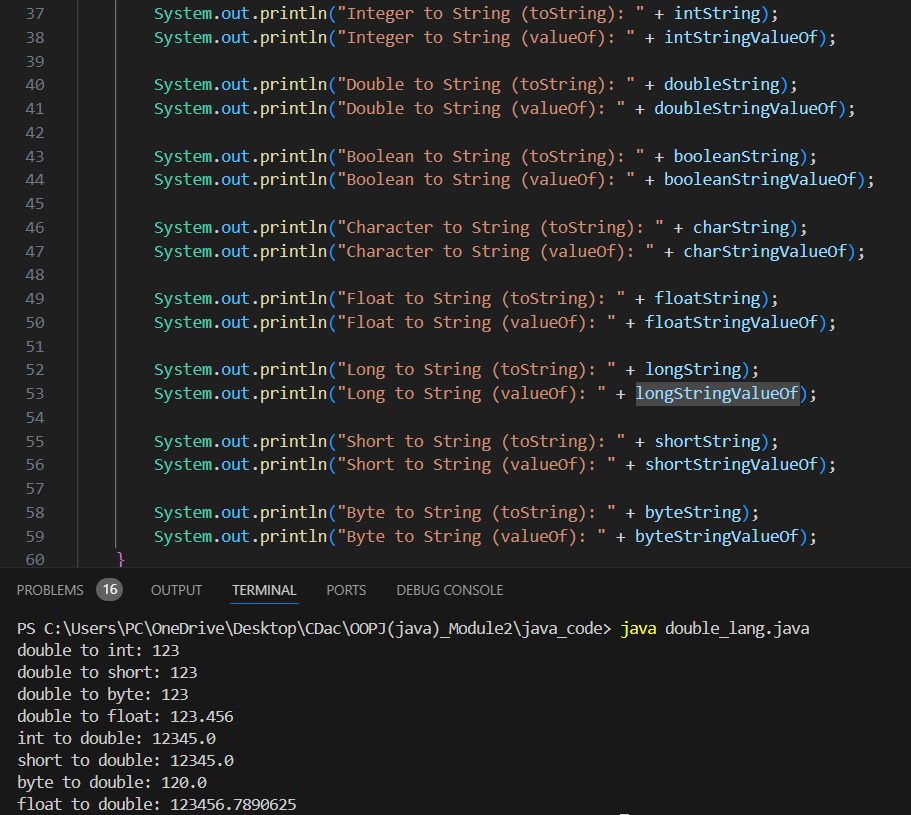 37 System.out.println("Integer to String (toString): " + intString);
38 System.out.println("Integer to String (valueOf): " + intStringValueOf);
39
40 System.out.println("Double to String (toString): " + doubleString);
41 System.out.println("Double to String (valueOf): " + doubleStringValueOf);
42
43 System.out.println("Boolean to String (toString): " + booleanString);
44 System.out.println("Boolean to String (valueOf): " + booleanStringValueOf);
45
46 System.out.println("Character to String (toString): " + charString);
47 System.out.println("Character to String (valueOf): " + charStringValueOf);
48
49 System.out.println("Float to String (toString): " + floatString);
50 System.out.println("Float to String (valueOf): " + floatStringValueOf);
51
52 System.out.println("Long to String (toString): " + longString);
53 System.out.println("Long to String (valueOf): " + longStringValueOf);
54
55 System.out.println("Short to String (toString): " + shortString);
56 System.out.println("Short to String (valueOf): " + shortStringValueOf);
57
58 System.out.println("Byte to String (toString): " + byteString);
59 System.out.println("Byte to String (valueOf): " + byteStringValueOf);
60 }
PROBLEMS 16 OUTPUT TERMINAL PORTS DEBUG CONSOLE
PS C:\Users\PC\OneDrive\Desktop\CDac\OOPJ(java)_Module2\java_code> java double_lang.java
double to int: 123
double to short: 123
double to byte: 123
double to float: 123.456
int to double: 12345.0
short to double: 12345.0
byte to double: 120.0
float to double: 123456.7890625